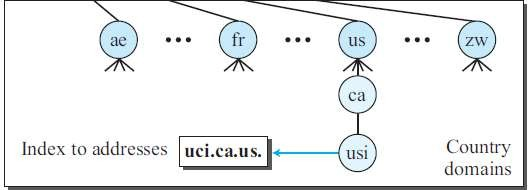 ae ••• fr ••• us ••• zw
ca
Index to addresses uci.ca.us. usi Country
domains